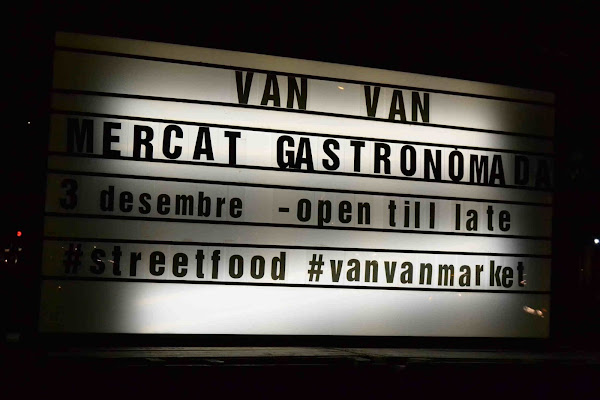 VAN VAN
MERCAT GASTRONÒMADA
3 desembre -open till late
#streetfood #vanvanmarket